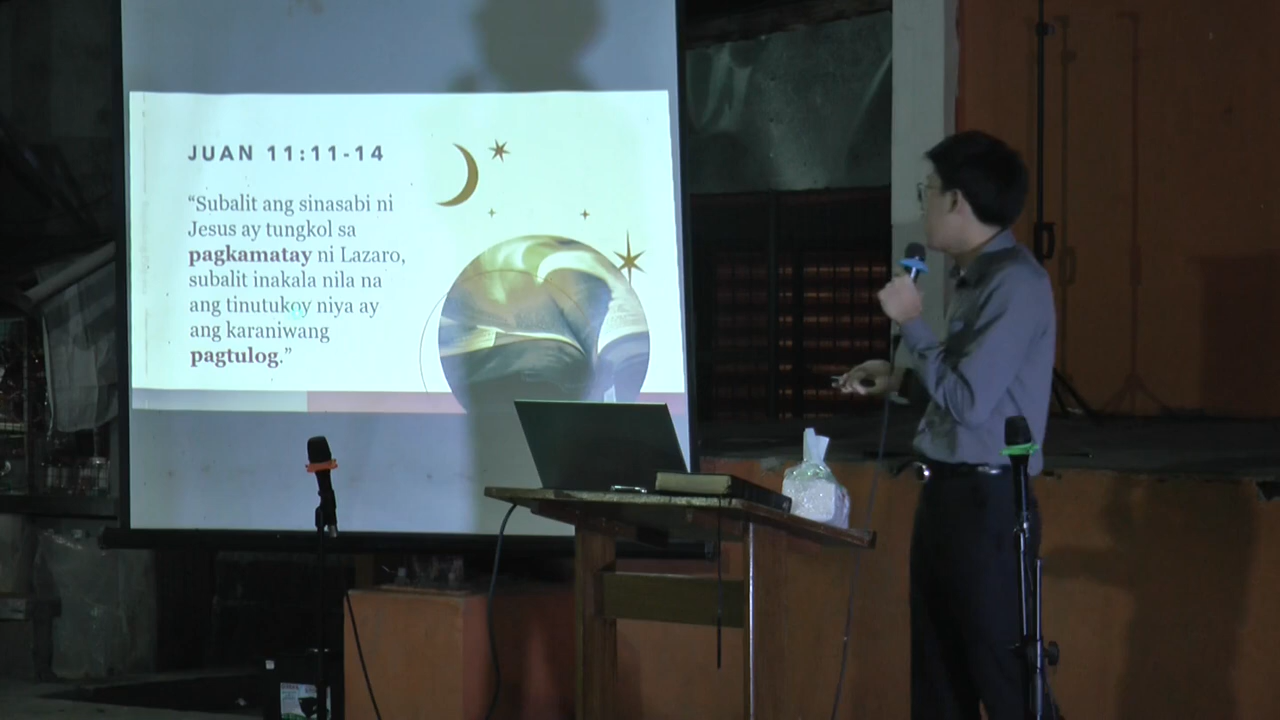 JUAN 11:11-14
“Subalit ang sinasabi ni
Jesus ay tungkol sa
pagkamatay ni Lazaro,
subalit inakala nila na
ang tinutukoy niya ay
ang karaniwang
pagtulog.”